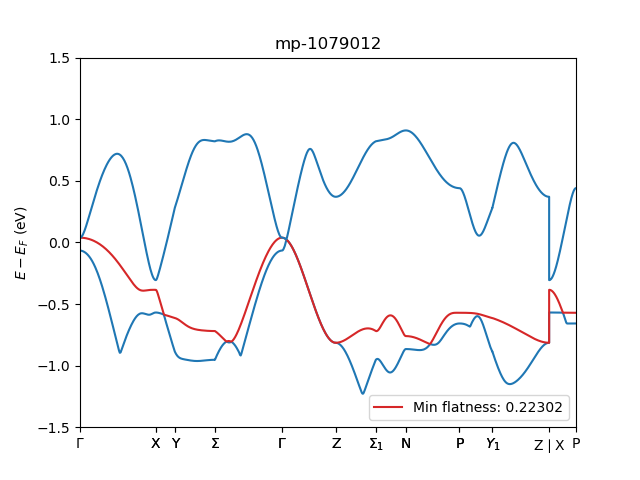 mp-1079012
1.5
1.0
0.5
0.0
−0.5
−1.0
−1.5
E − E_F (eV)
Min flatness: 0.22302
Γ X Y Σ Γ Z Σ₁ N P Y₁ Z | X P